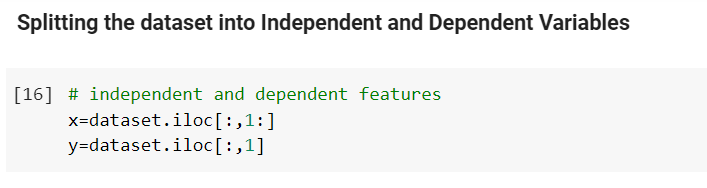 Splitting the dataset into Independent and Dependent Variables
[16] # independent and dependent features
x=dataset.iloc[:,1:]
y=dataset.iloc[:,1]